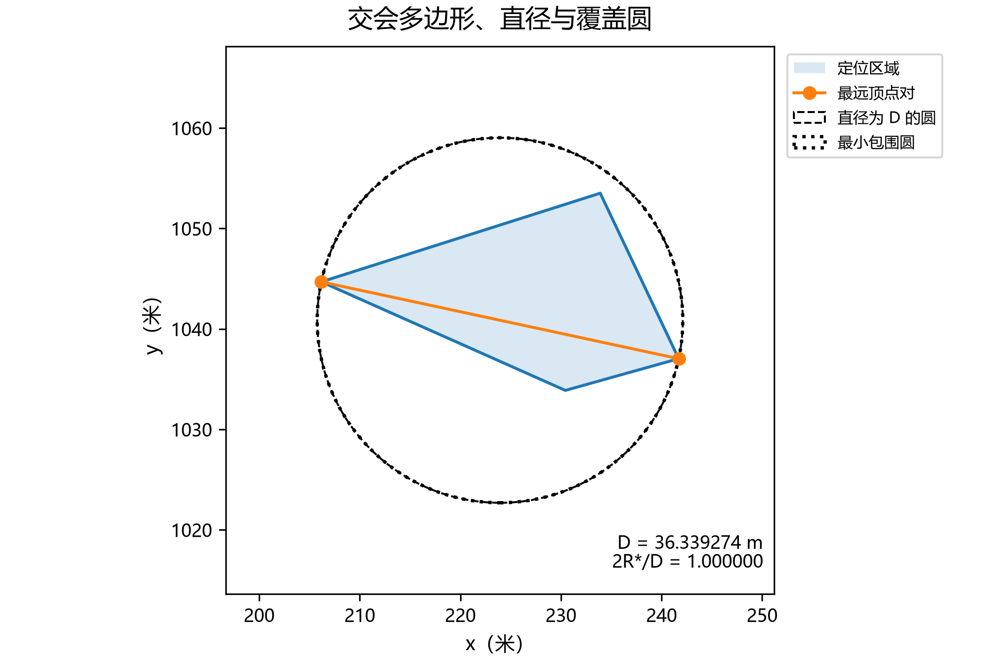 交会多边形、直径与覆盖圆
定位区域
最远顶点对
直径为 D 的圆
最小包围圆
1060
1050
1040
1030
1020
y（米）
D = 36.339274 m
2R*/D = 1.000000
200 210 220 230 240 250
x（米）